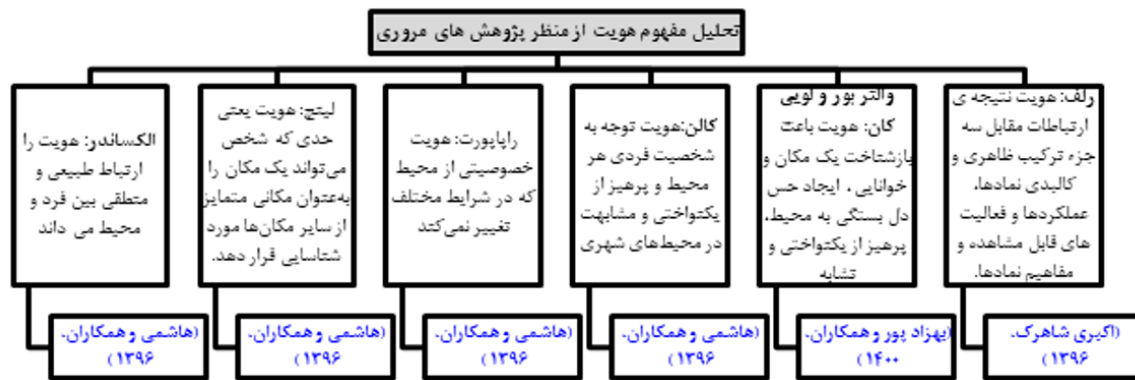 تحلیل مفهوم هویت از منظر پژوهش های مروری
رلف: هویت نتیجه ی
ارتباطات مقابل سه
جزء ترکیب ظاهری و
کالبدی نمادها،
عملکردها و فعالیت
های قابل مشاهده و
مفاهیم نمادها.
(اکبری شاهرک،
۱۳۹۶)
والتر بور و لویی
کان: هویت باعث
بازشناخت یک مکان و
خوانایی ، ایجاد حس
دل بستگی به محیط،
پرهیز از یکنواختی و
تشابه
(بهزاد پور و همکاران،
۱۴۰۰)
کالن:هویت توجه به
شخصیت فردی هر
محیط و پرهیز از
یکنواختی و مشابهت
در محیط‌های شهری
(هاشمی و همکاران،
۱۳۹۶)
راپاپورت: هویت
خصوصیتی از محیط
که در شرایط مختلف
تغییر نمی‌کند
(هاشمی و همکاران،
۱۳۹۶)
لینچ: هویت یعنی
حدی که شخص
می‌تواند یک مکان را
به‌عنوان مکانی متمایز
از سایر مکان‌ها مورد
شناسایی قرار دهد.
(هاشمی و همکاران،
۱۳۹۶)
الکساندر: هویت را
ارتباط طبیعی و
منطقی بین فرد و
محیط می داند
(هاشمی و همکاران،
۱۳۹۶)